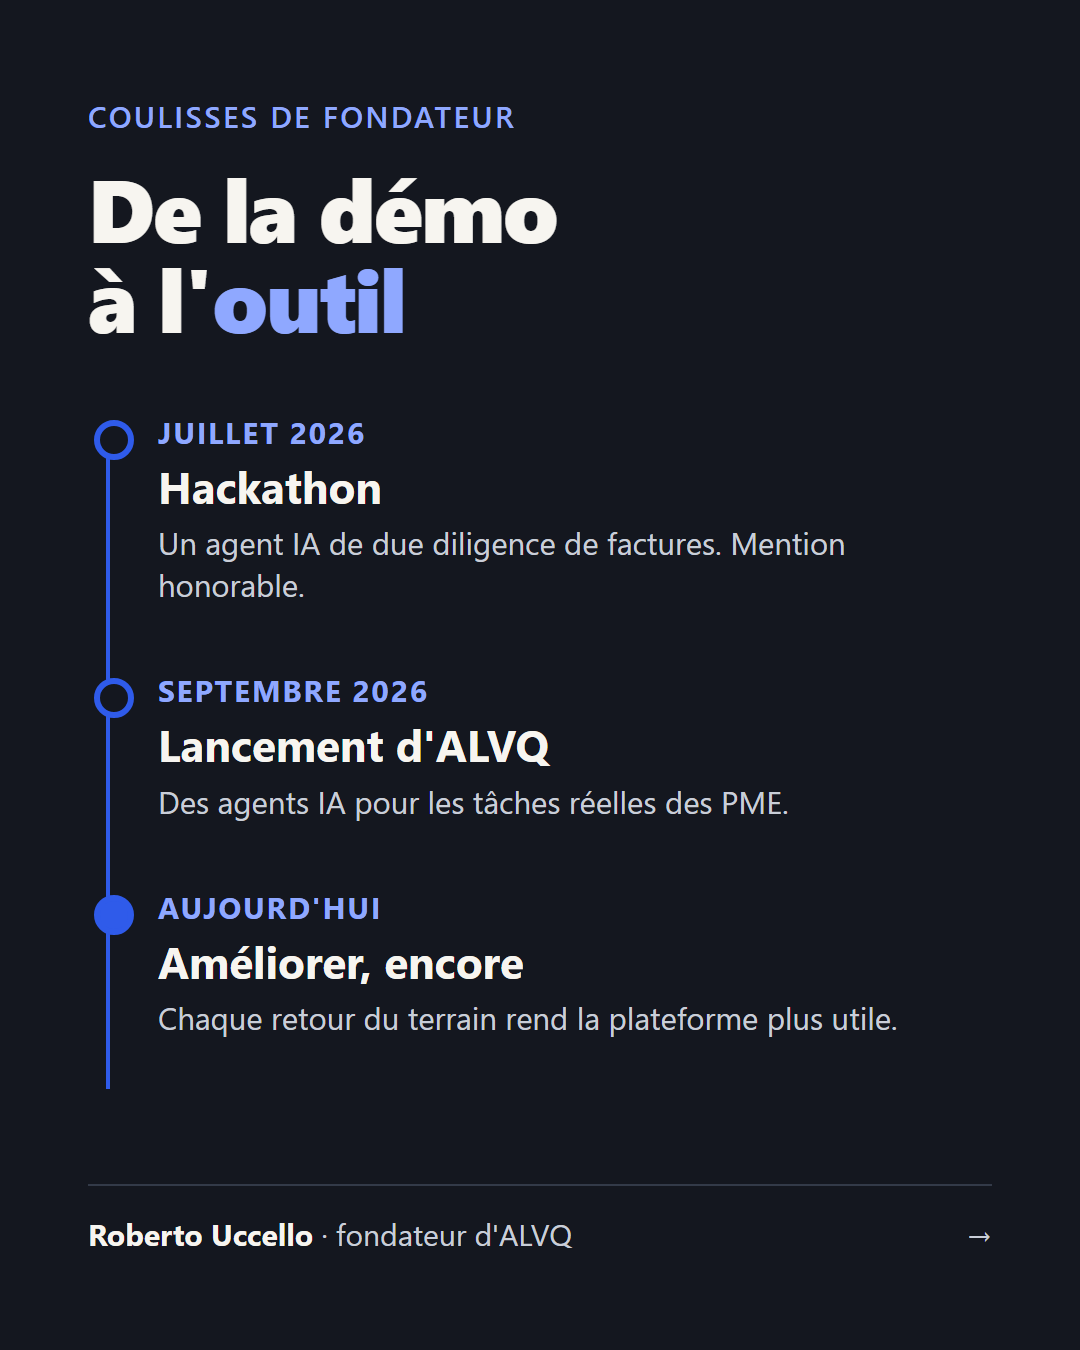 COULISSES DE FONDATEUR
De la démo
à l'outil
JUILLET 2026
Hackathon
Un agent IA de due diligence de factures. Mention
honorable.
SEPTEMBRE 2026
Lancement d'ALVQ
Des agents IA pour les tâches réelles des PME.
AUJOURD'HUI
Améliorer, encore
Chaque retour du terrain rend la plateforme plus utile.
Roberto Uccello · fondateur d'ALVQ →